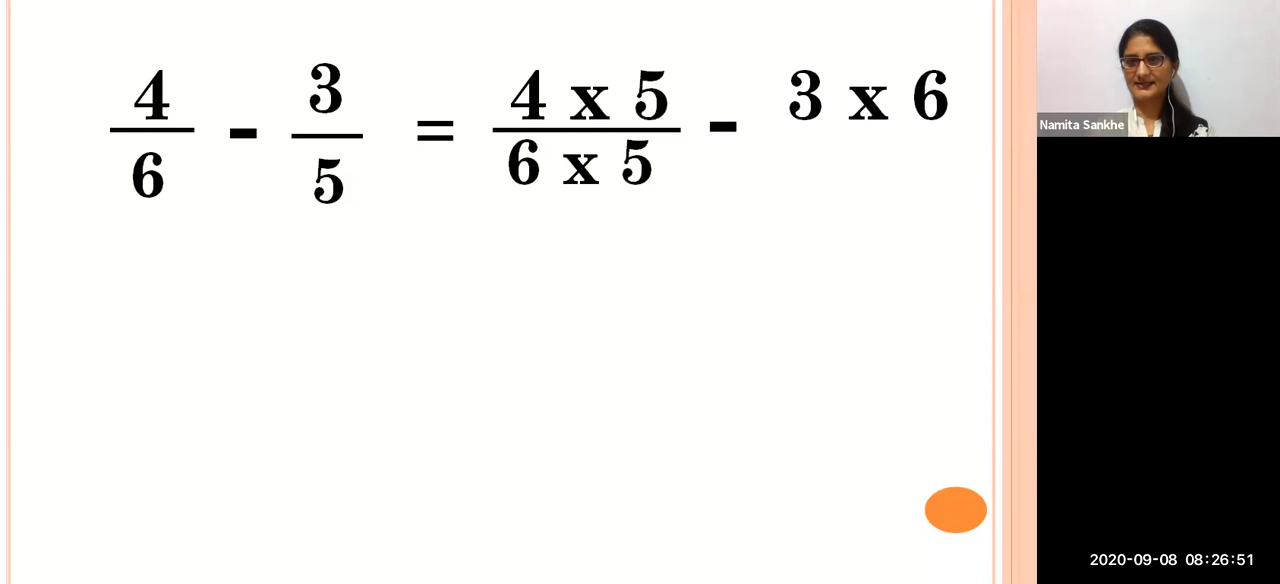 4 - 3 = 4 x 5 - 3 x 6
6 5 6 x 5
Namita Sankhe
2020-09-08 08:26:51